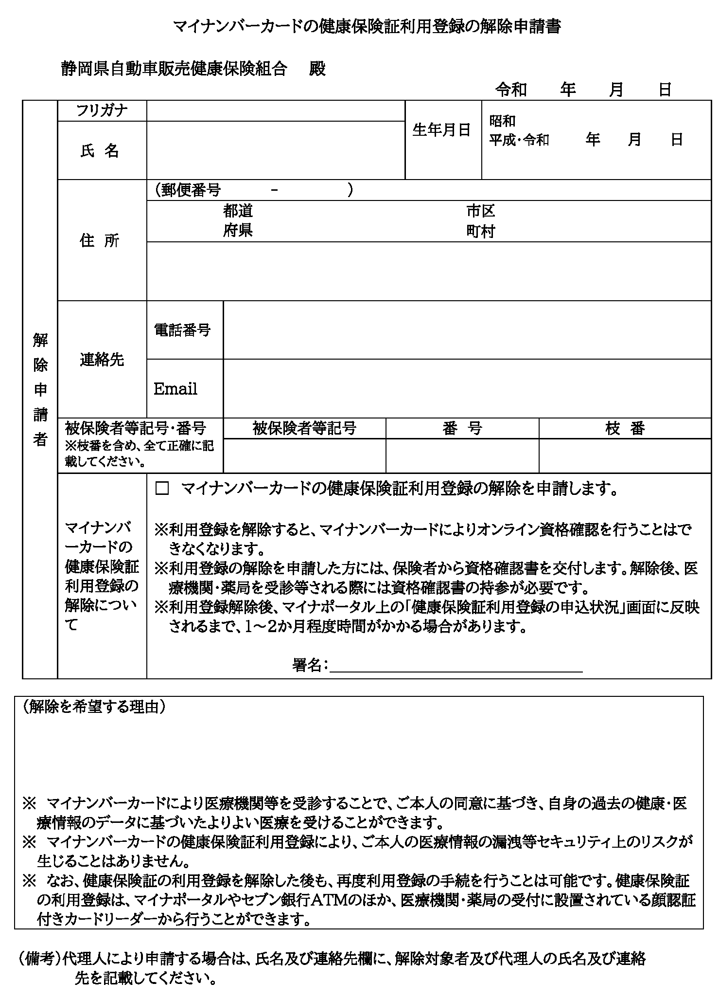 マイナンバーカードの健康保険証利用登録の解除申請書
静岡県自動車販売健康保険組合　殿
令和　　年　　月　　日
解除申請者
フリガナ
氏　名
生年月日
昭和
平成・令和　　　年　　月　　日
住　所
（郵便番号　　　－　　　　）
都道　　　　　　　　　　市区
府県　　　　　　　　　　町村
連絡先
電話番号
Email
被保険者等記号・番号
※枝番を含め、全て正確に記
載してください。
被保険者等記号
番　号
枝　番
マイナンバ
ーカードの
健康保険証
利用登録の
解除につい
て
□　マイナンバーカードの健康保険証利用登録の解除を申請します。
※利用登録を解除すると、マイナンバーカードによりオンライン資格確認を行うことはで
きなくなります。
※利用登録の解除を申請した方には、保険者から資格確認書を交付します。解除後、医
療機関・薬局を受診等される際には資格確認書の持参が必要です。
※利用登録解除後、マイナポータル上の「健康保険証利用登録の申込状況」画面に反映
されるまで、1～2か月程度時間がかかる場合があります。
署名：
（解除を希望する理由）
※　マイナンバーカードにより医療機関等を受診することで、ご本人の同意に基づき、自身の過去の健康・医
療情報のデータに基づいたよりよい医療を受けることができます。
※　マイナンバーカードの健康保険証利用登録により、ご本人の医療情報の漏洩等セキュリティ上のリスクが
生じることはありません。
※　なお、健康保険証の利用登録を解除した後も、再度利用登録の手続を行うことは可能です。健康保険証
の利用登録は、マイナポータルやセブン銀行ATMのほか、医療機関・薬局の受付に設置されている顔認証
付きカードリーダーから行うことができます。
（備考）代理人により申請する場合は、氏名及び連絡先欄に、解除対象者及び代理人の氏名及び連絡
先を記載してください。